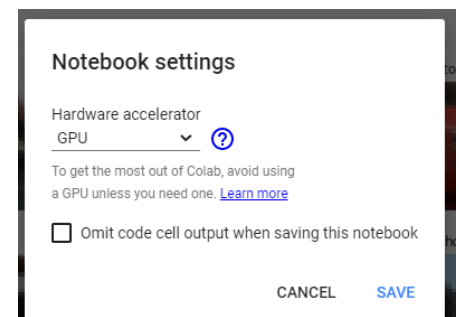 Notebook settings
Hardware accelerator
GPU
To get the most out of Colab, avoid using
a GPU unless you need one. Learn more
Omit code cell output when saving this notebook
CANCEL SAVE